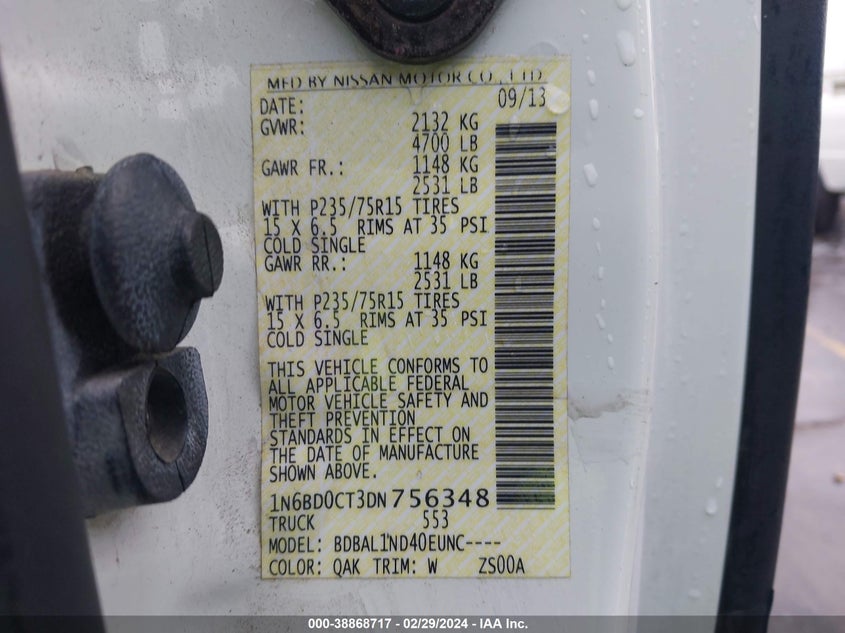 MFD BY NISSAN MOTOR CO., LTD
DATE: 09/13
GVWR: 2132 KG
4700 LB
GAWR FR.: 1148 KG
2531 LB
WITH P235/75R15 TIRES
15 X 6.5 RIMS AT 35 PSI
COLD SINGLE
GAWR RR.: 1148 KG
2531 LB
WITH P235/75R15 TIRES
15 X 6.5 RIMS AT 35 PSI
COLD SINGLE
THIS VEHICLE CONFORMS TO
ALL APPLICABLE FEDERAL
MOTOR VEHICLE SAFETY AND
THEFT PREVENTION
STANDARDS IN EFFECT ON
THE DATE OF MANUFACTURE
SHOWN ABOVE.
1N6BD0CT3DN756348
TRUCK 553
MODEL: BDBAL1ND40EUNC----
COLOR: QAK TRIM: W ZS00A
000-38868717 - 02/29/2024 - IAA Inc.